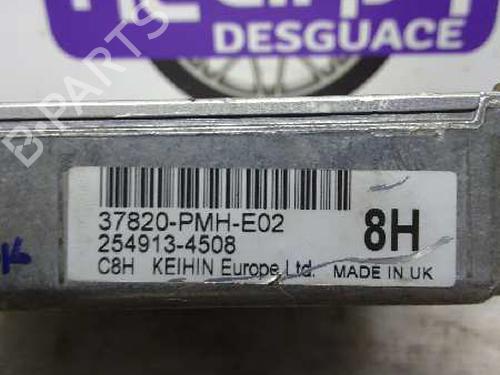 DESGUACE
B-PARTS
37820-PMH-E02
254913-4508
8H
C8H KEIHIN Europe Ltd. MADE IN UK